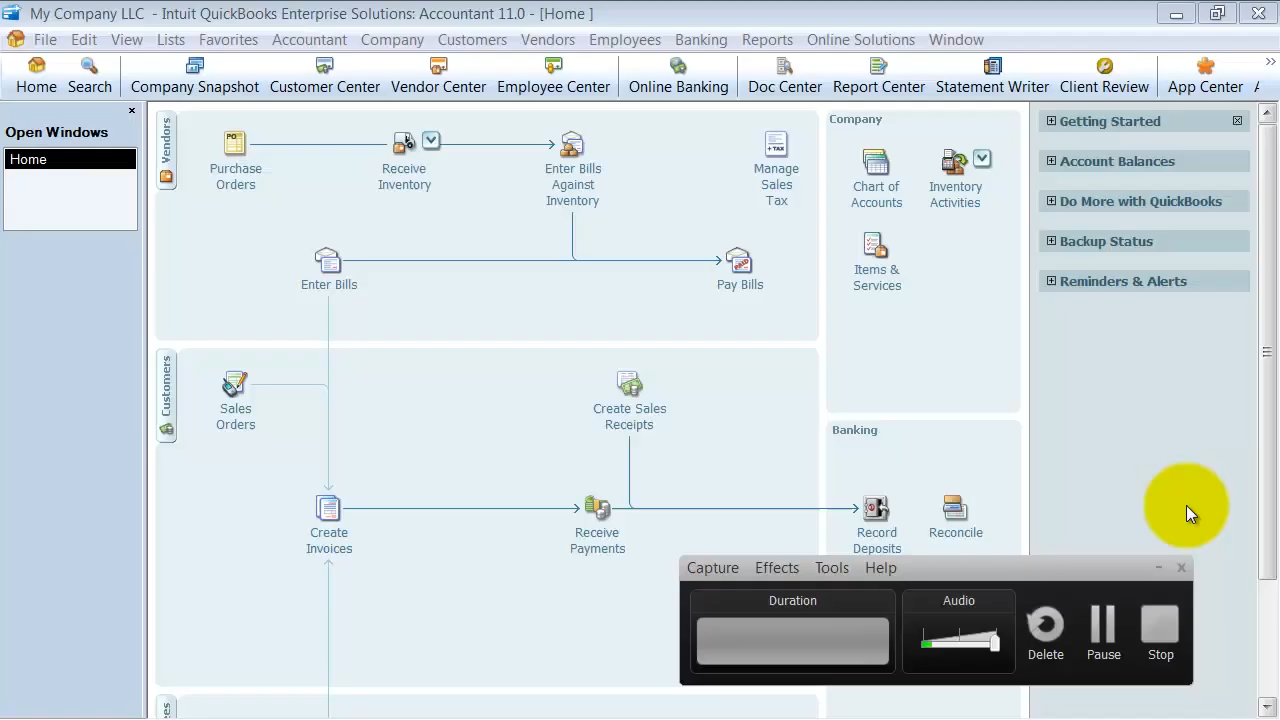 My Company LLC - Intuit QuickBooks Enterprise Solutions: Accountant 11.0 - [Home ]
File Edit View Lists Favorites Accountant Company Customers Vendors Employees Banking Reports Online Solutions Window
Home Search Company Snapshot Customer Center Vendor Center Employee Center Online Banking Doc Center Report Center Statement Writer Client Review App Center
Open Windows
Home
Vendors
PO
Purchase
Orders
Receive
Inventory
Enter Bills
Against
Inventory
+ TAX
Manage
Sales
Tax
Enter Bills
Pay Bills
Customers
Sales
Orders
Create Sales
Receipts
Create
Invoices
Receive
Payments
Company
Chart of
Accounts
Inventory
Activities
Items &
Services
Banking
Record
Deposits
Reconcile
Getting Started
Account Balances
Do More with QuickBooks
Backup Status
Reminders & Alerts
Capture Effects Tools Help
Duration
Audio
Delete
Pause
Stop